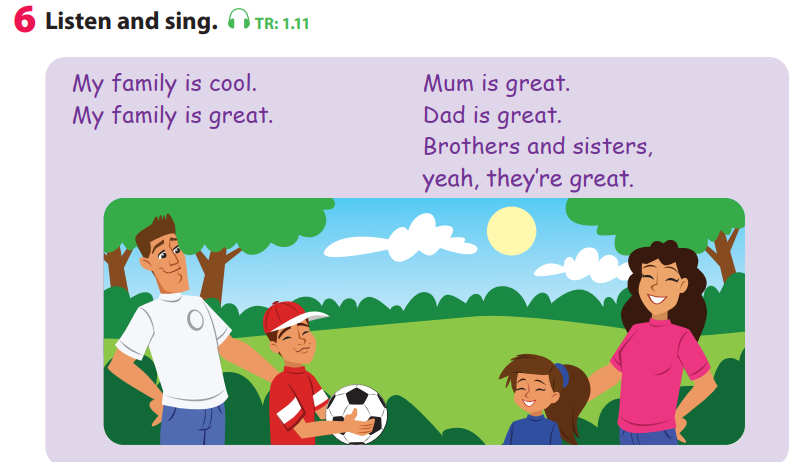 6 Listen and sing. TR: 1.11
My family is cool.
My family is great.
Mum is great.
Dad is great.
Brothers and sisters,
yeah, they're great.